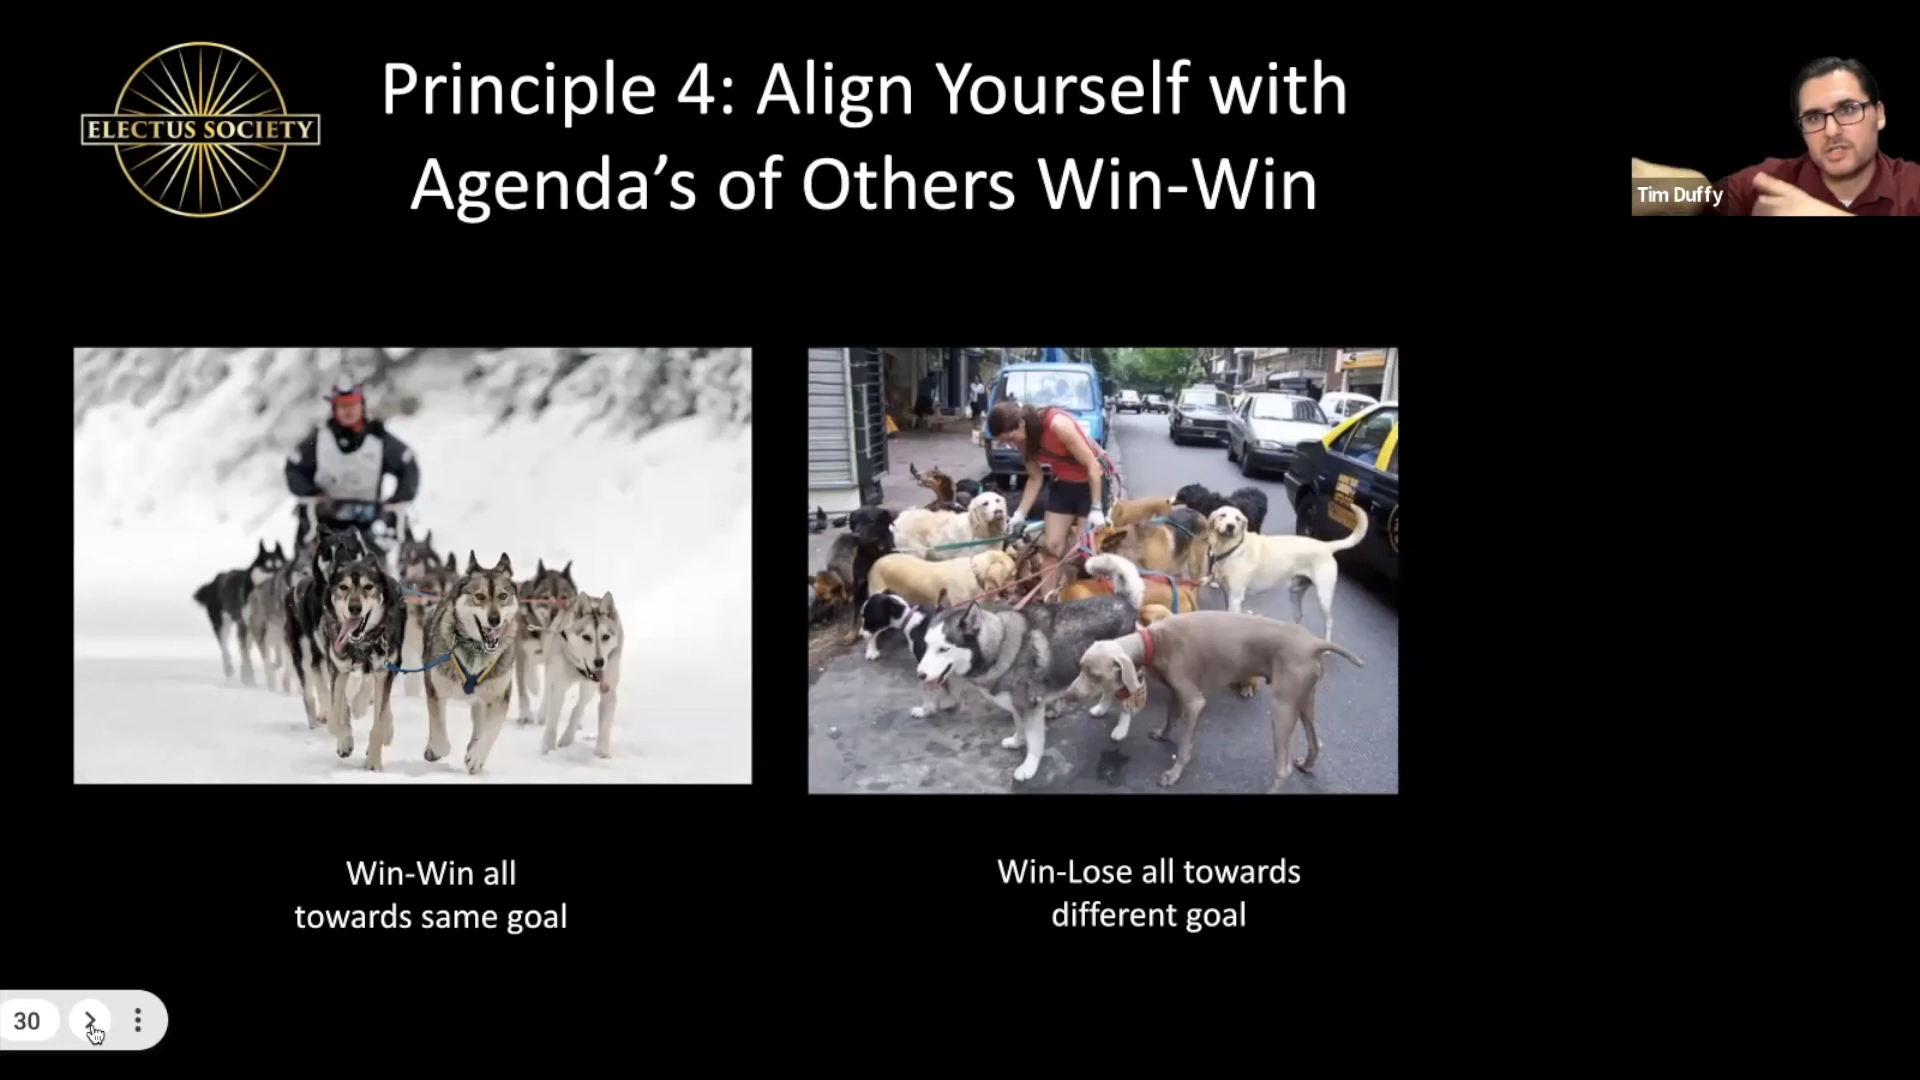 ELECTUS SOCIETY
Principle 4: Align Yourself with
Agenda’s of Others Win-Win
Tim Duffy
Win-Win all
towards same goal
Win-Lose all towards
different goal
30